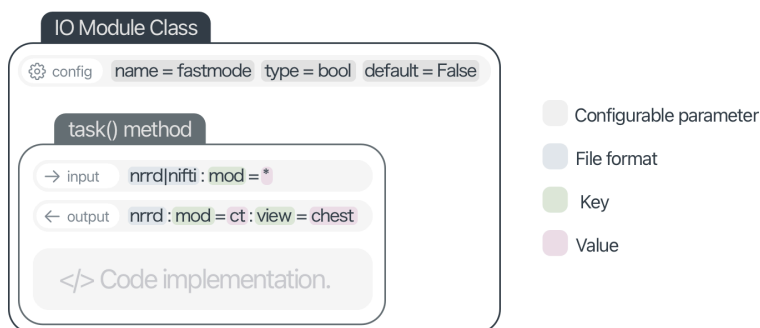 IO Module Class
config name = fastmode type = bool default = False
task() method
→ input nrrd|nifti : mod = *
← output nrrd : mod = ct : view = chest
</> Code implementation.
Configurable parameter
File format
Key
Value